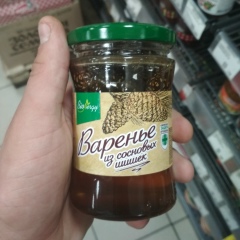 Варенье
из сосновых
шишек